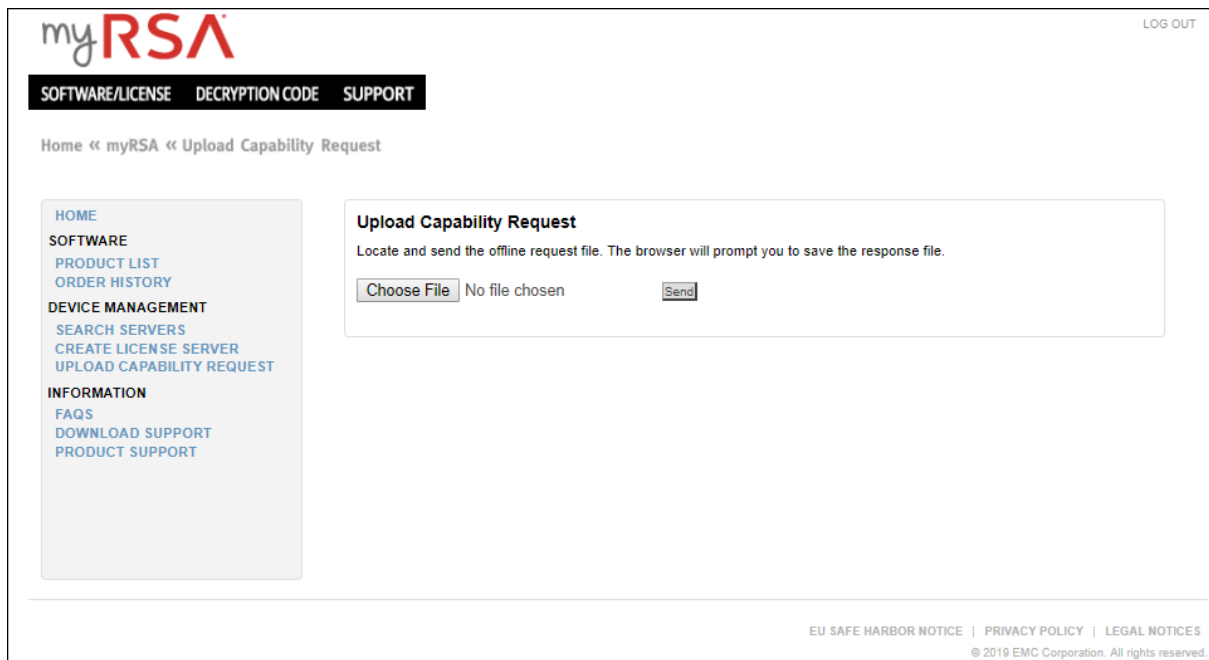 myRSA
LOG OUT
SOFTWARE/LICENSE DECRYPTION CODE SUPPORT
Home « myRSA « Upload Capability Request
HOME
SOFTWARE
PRODUCT LIST
ORDER HISTORY
DEVICE MANAGEMENT
SEARCH SERVERS
CREATE LICENSE SERVER
UPLOAD CAPABILITY REQUEST
INFORMATION
FAQS
DOWNLOAD SUPPORT
PRODUCT SUPPORT
Upload Capability Request
Locate and send the offline request file. The browser will prompt you to save the response file.
Choose File No file chosen Send
EU SAFE HARBOR NOTICE | PRIVACY POLICY | LEGAL NOTICES
© 2019 EMC Corporation. All rights reserved.